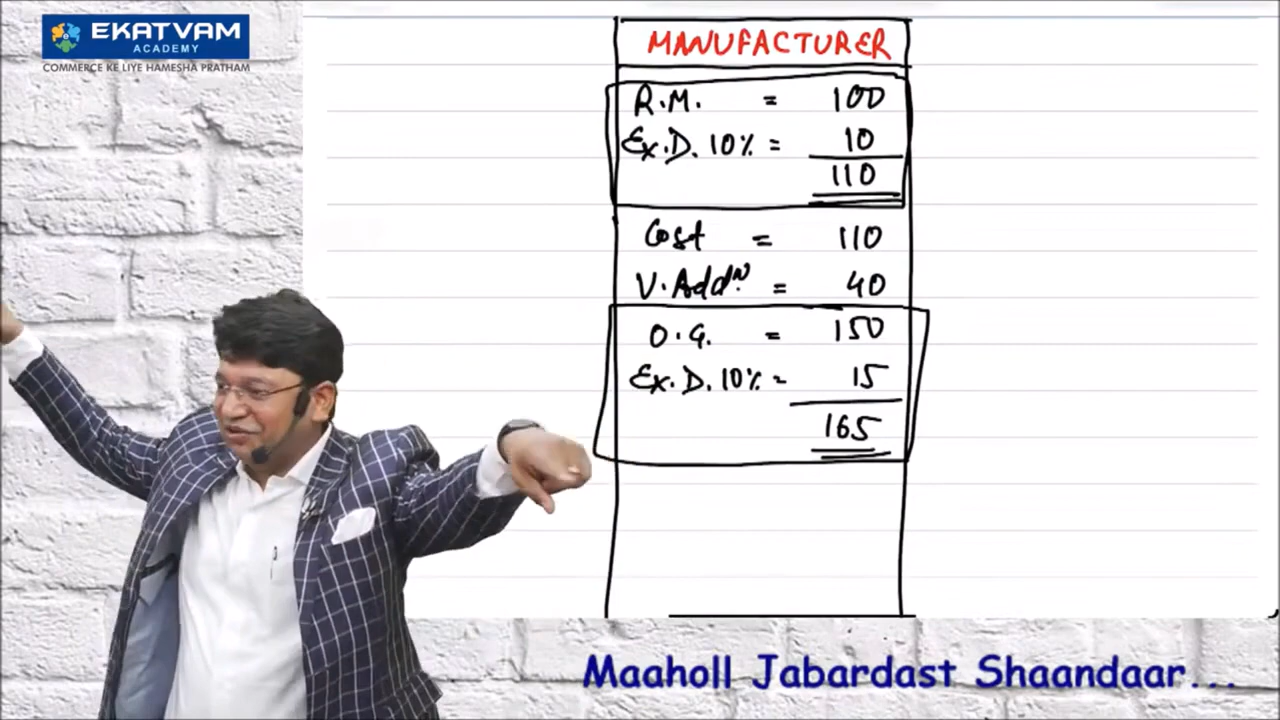 EKATVAM
ACADEMY
COMMERCE KE LIYE HAMESHA PRATHAM
MANUFACTURER
R.M. = 100
Ex.D. 10% = 10
110
Cost = 110
V.Addn. = 40
O.G. = 150
Ex.D. 10% = 15
165
Maaholl Jabardast Shaandaar...